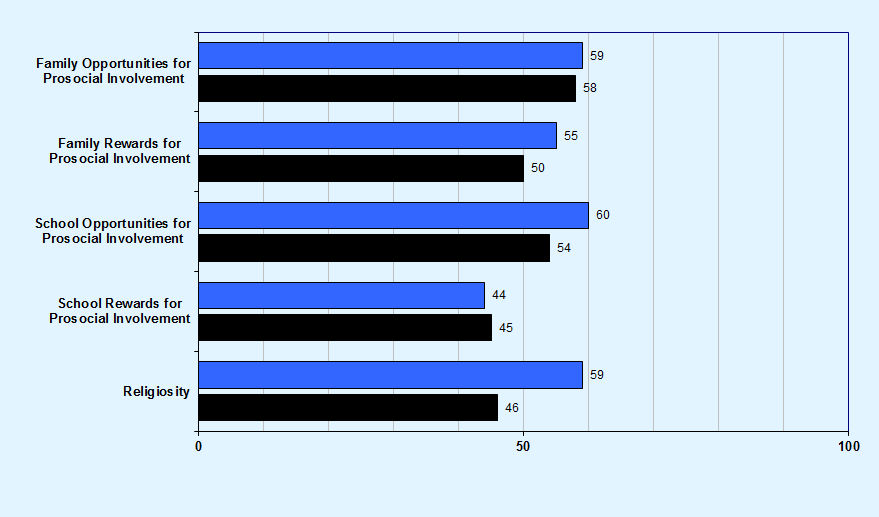 Family Opportunities for
Prosocial Involvement
59
58
Family Rewards for
Prosocial Involvement
55
50
School Opportunities for
Prosocial Involvement
60
54
School Rewards for
Prosocial Involvement
44
45
Religiosity
59
46
0 50 100